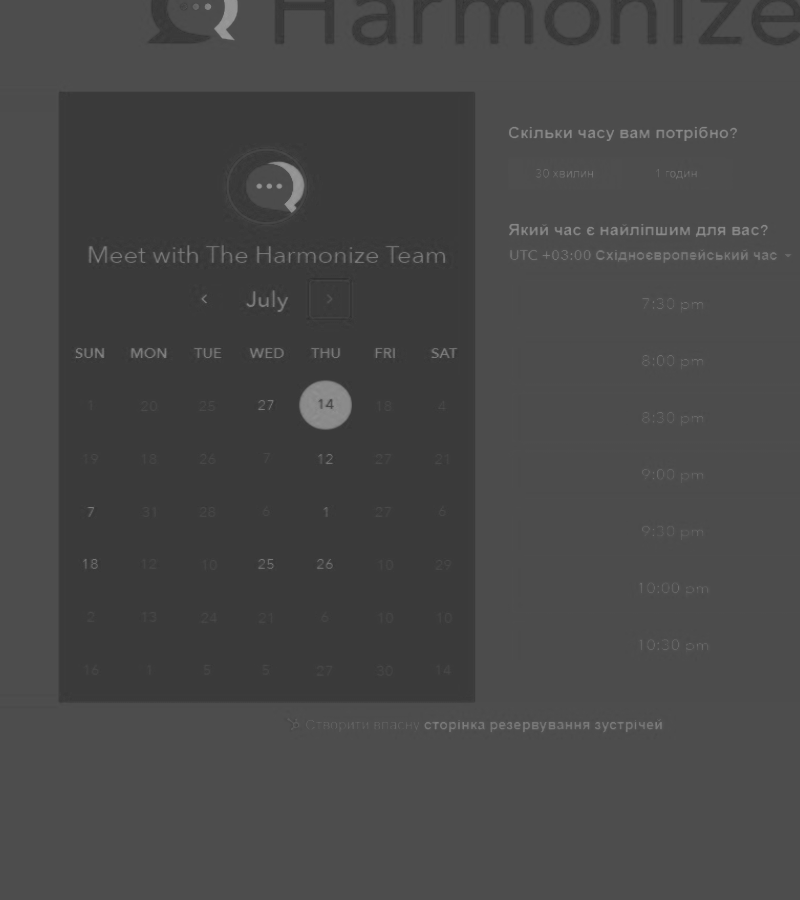 Harmonize
Meet with The Harmonize Team
July
SUN MON TUE WED THU FRI SAT
1 20 25 27 14 18 4
19 18 26 7 12 27 21
7 31 28 6 1 27 6
18 12 10 25 26 10 29
2 13 24 21 6 10 10
16 1 5 5 27 30 14
Скільки часу вам потрібно?
30 хвилин 1 годин
Який час є найліпшим для вас?
UTC +03:00 Східноєвропейський час
7:30 pm
8:00 pm
8:30 pm
9:00 pm
9:30 pm
10:00 pm
10:30 pm
Створити власну сторінка резервування зустрічей